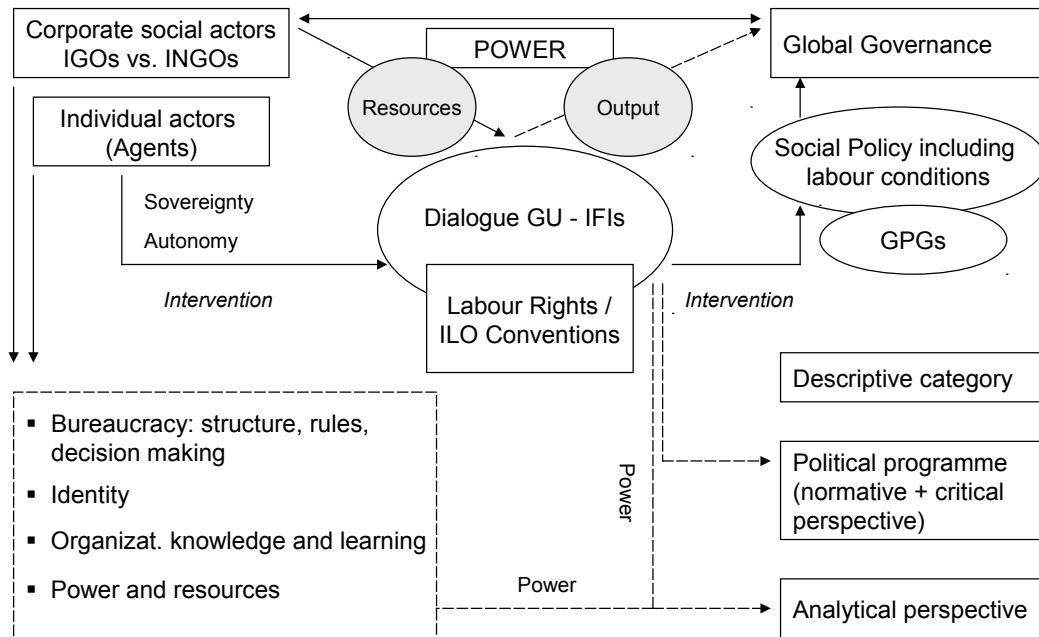 Corporate social actors
IGOs vs. INGOs
POWER
Global Governance
Resources
Output
Individual actors
(Agents)
Social Policy including
labour conditions
Sovereignty
Autonomy
Dialogue GU - IFIs
GPGs
Intervention
Labour Rights /
ILO Conventions
Intervention
Descriptive category
▪ Bureaucracy: structure, rules,
decision making
▪ Identity
▪ Organizat. knowledge and learning
▪ Power and resources
Power
Political programme
(normative + critical
perspective)
Power
Analytical perspective